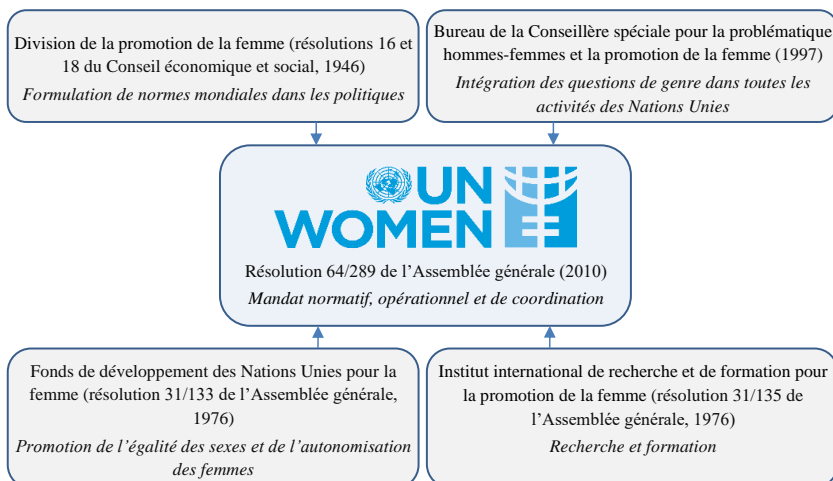 Division de la promotion de la femme (résolutions 16 et
18 du Conseil économique et social, 1946)
Formulation de normes mondiales dans les politiques
Bureau de la Conseillère spéciale pour la problématique
hommes-femmes et la promotion de la femme (1997)
Intégration des questions de genre dans toutes les
activités des Nations Unies
UN
WOMEN
Résolution 64/289 de l’Assemblée générale (2010)
Mandat normatif, opérationnel et de coordination
Fonds de développement des Nations Unies pour la
femme (résolution 31/133 de l’Assemblée générale,
1976)
Promotion de l’égalité des sexes et de l’autonomisation
des femmes
Institut international de recherche et de formation pour
la promotion de la femme (résolution 31/135 de
l’Assemblée générale, 1976)
Recherche et formation